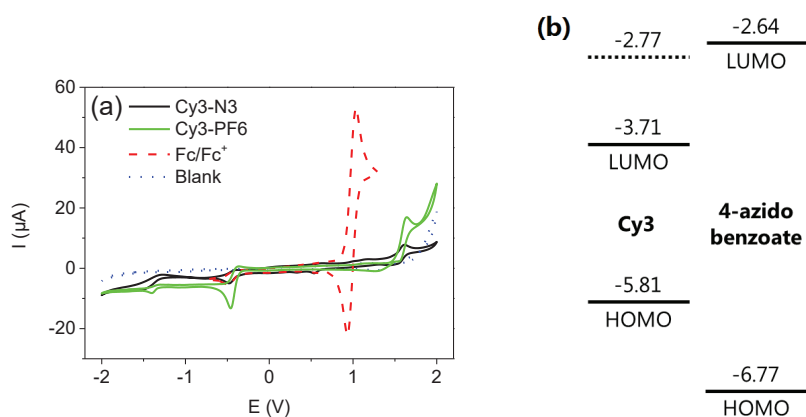 (a)
Cy3-N3
Cy3-PF6
Fc/Fc⁺
Blank
60
40
20
0
-20
I (μA)
-2
-1
0
1
2
E (V)
(b)
-2.77
-2.64
LUMO
-3.71
LUMO
Cy3
4-azido
benzoate
-5.81
HOMO
-6.77
HOMO